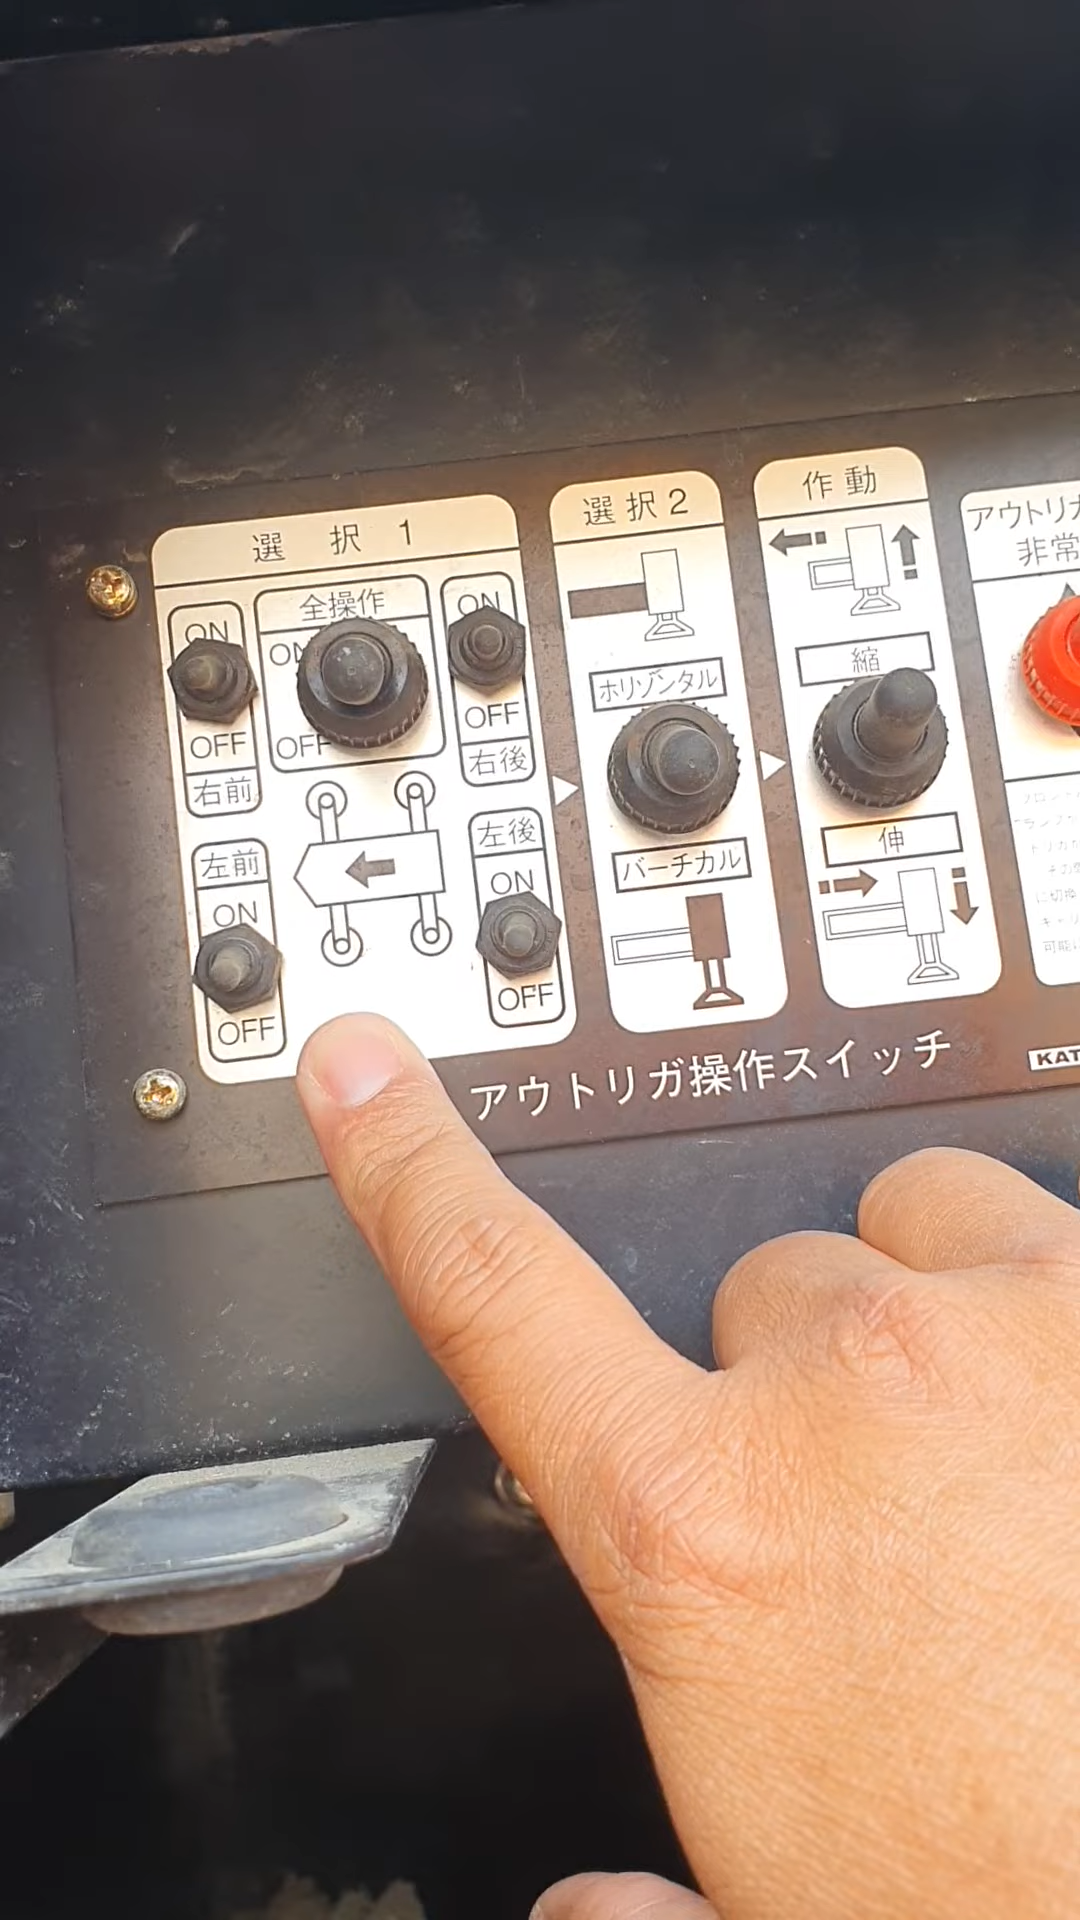 選択1
ON
OFF
右前
全操作
ON
OFF
ON
OFF
右後
左前
ON
OFF
左後
ON
OFF
選択2
ホリゾンタル
バーチカル
作動
縮
伸
アウトリガ
非常
アウトリガ操作スイッチ
KAT